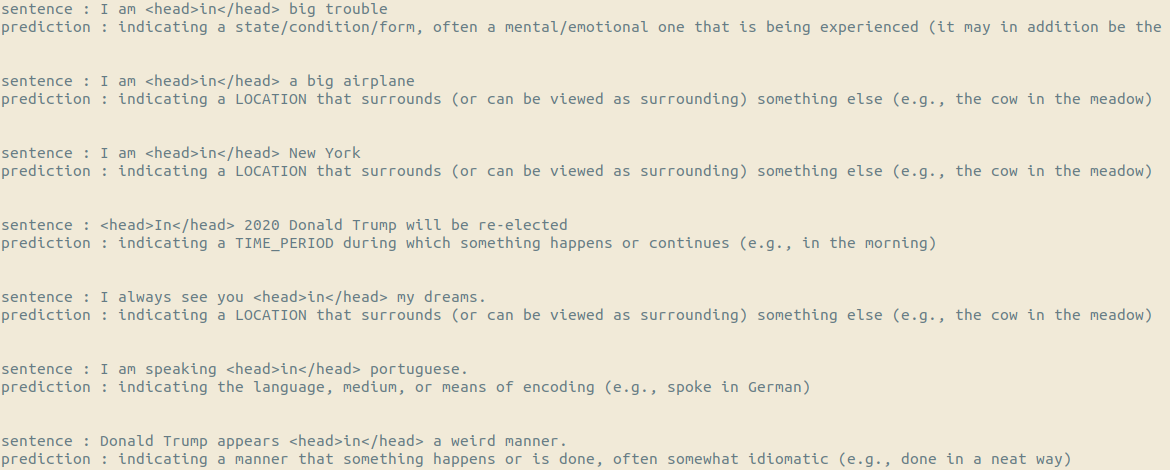 sentence : I am <head>in</head> big trouble
prediction : indicating a state/condition/form, often a mental/emotional one that is being experienced (it may in addition be the
sentence : I am <head>in</head> a big airplane
prediction : indicating a LOCATION that surrounds (or can be viewed as surrounding) something else (e.g., the cow in the meadow)
sentence : I am <head>in</head> New York
prediction : indicating a LOCATION that surrounds (or can be viewed as surrounding) something else (e.g., the cow in the meadow)
sentence : <head>In</head> 2020 Donald Trump will be re-elected
prediction : indicating a TIME_PERIOD during which something happens or continues (e.g., in the morning)
sentence : I always see you <head>in</head> my dreams.
prediction : indicating a LOCATION that surrounds (or can be viewed as surrounding) something else (e.g., the cow in the meadow)
sentence : I am speaking <head>in</head> portuguese.
prediction : indicating the language, medium, or means of encoding (e.g., spoke in German)
sentence : Donald Trump appears <head>in</head> a weird manner.
prediction : indicating a manner that something happens or is done, often somewhat idiomatic (e.g., done in a neat way)